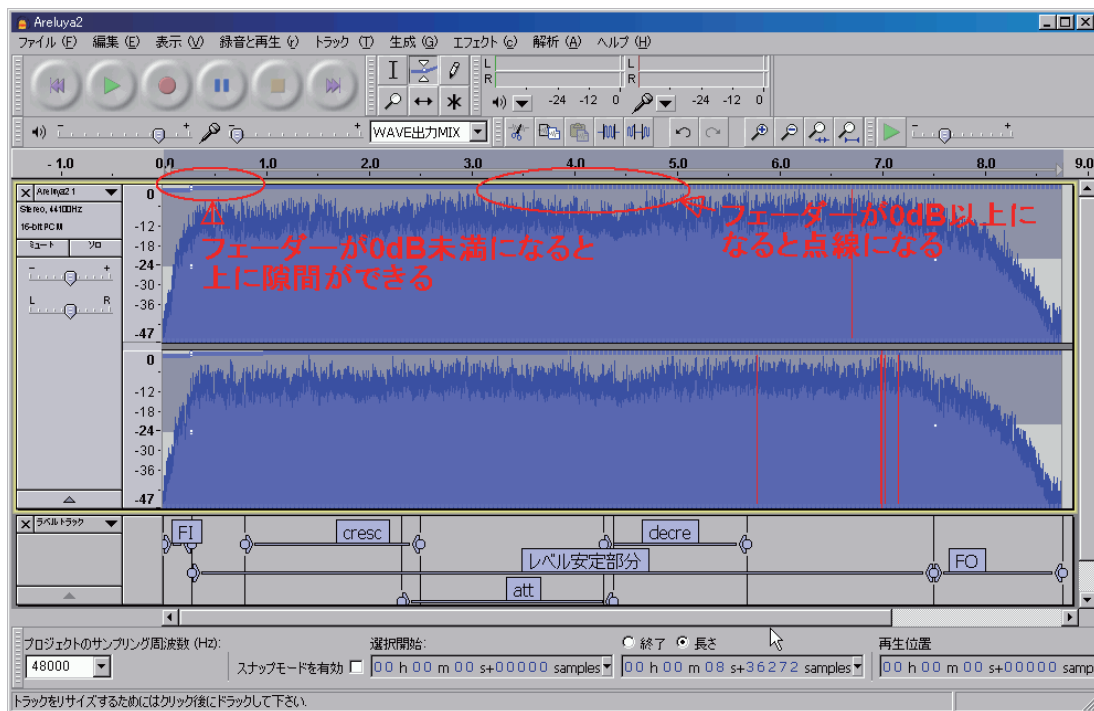 Areluya2
ファイル (F) 編集 (E) 表示 (V) 録音と再生 (r) トラック (T) 生成 (G) エフェクト (c) 解析 (A) ヘルプ (H)
L
R
L
R
-24 -12 0 -24 -12 0
- + - +
WAVE出力MIX
- +
- 1.0 0.0 1.0 2.0 3.0 4.0 5.0 6.0 7.0 8.0 9.0
Areluya2 1
Stereo, 44100Hz
16-bit PCM
ミュート ソロ
- +
L R
0
-12
-18
-24
-30
-36
-47
フェーダーが0dB未満になると
上に隙間ができる
フェーダーが0dB以上に
なると点線になる
0
-12
-18
-24
-30
-36
-47
ラベルトラック
FI cresc decre
レベル安定部分 FO
att
プロジェクトのサンプリング周波数 (Hz): 選択開始: 終了 長さ 再生位置
48000 スナップモードを有効 00 h 00 m 00 s+00000 samples 00 h 00 m 08 s+36272 samples 00 h 00 m 00 s+00000 samp
トラックをリサイズするためにはクリック後にドラックして下さい.